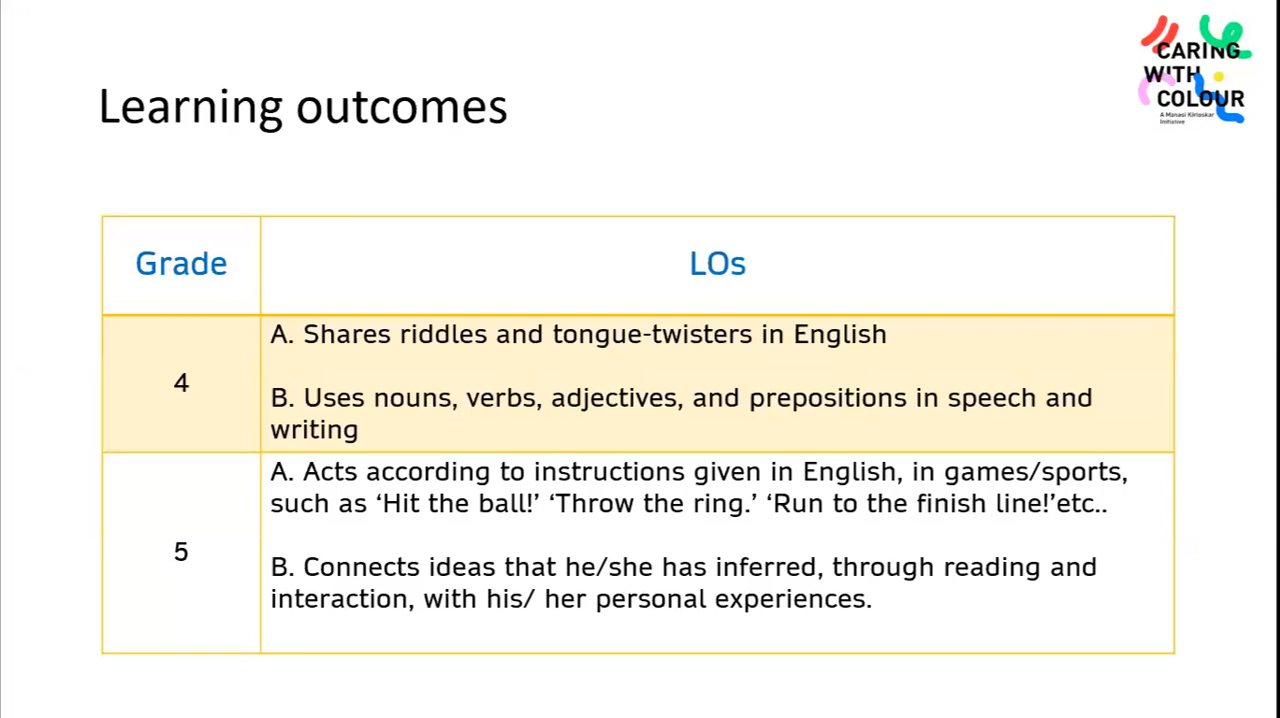 CARING
WITH
COLOUR
A Manasi Kirloskar
Initiative
Learning outcomes
Grade
LOs
4
A. Shares riddles and tongue-twisters in English
B. Uses nouns, verbs, adjectives, and prepositions in speech and
writing
5
A. Acts according to instructions given in English, in games/sports,
such as ‘Hit the ball!’ ‘Throw the ring.’ ‘Run to the finish line!’etc..
B. Connects ideas that he/she has inferred, through reading and
interaction, with his/ her personal experiences.